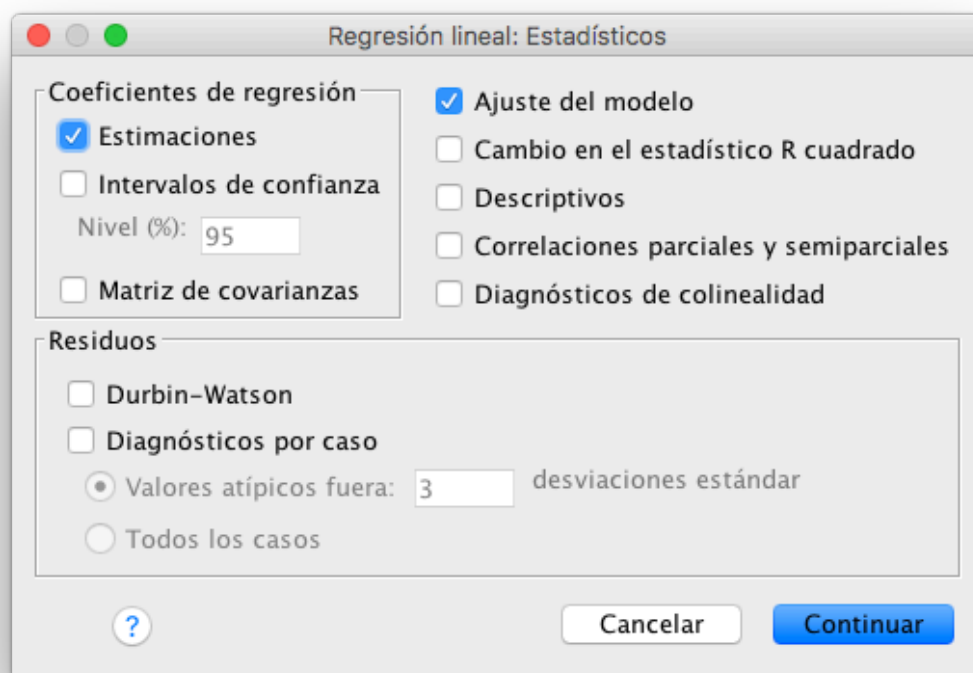 Regresión lineal: Estadísticos
Coeficientes de regresión
Estimaciones
Intervalos de confianza
Nivel (%): 95
Matriz de covarianzas
Ajuste del modelo
Cambio en el estadístico R cuadrado
Descriptivos
Correlaciones parciales y semiparciales
Diagnósticos de colinealidad
Residuos
Durbin-Watson
Diagnósticos por caso
Valores atípicos fuera: 3 desviaciones estándar
Todos los casos
? Cancelar Continuar